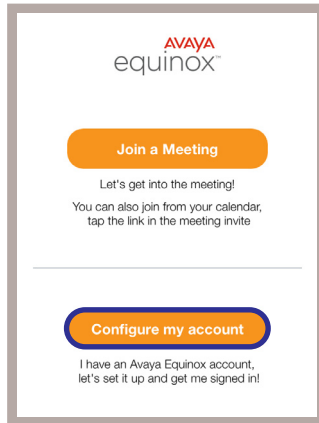 AVAYA
equinox™
Join a Meeting
Let's get into the meeting!
You can also join from your calendar,
tap the link in the meeting invite
Configure my account
I have an Avaya Equinox account,
let's set it up and get me signed in!